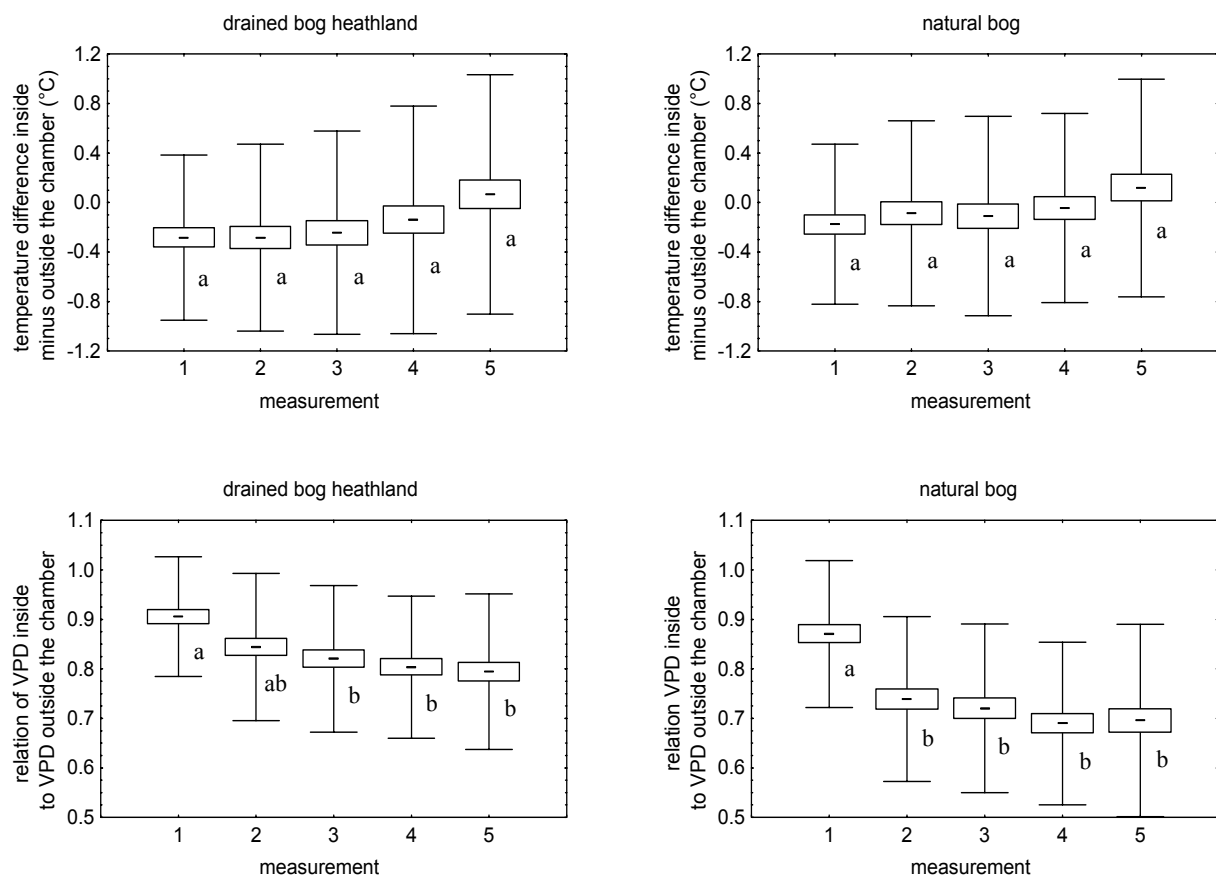 drained bog heathland
temperature difference inside
minus outside the chamber (°C)
1.2
0.8
0.4
0.0
-0.4
-0.8
-1.2
a a a a a
1 2 3 4 5
measurement
natural bog
temperature difference inside
minus outside the chamber (°C)
1.2
0.8
0.4
0.0
-0.4
-0.8
-1.2
a a a a a
1 2 3 4 5
measurement
drained bog heathland
relation of VPD inside
to VPD outside the chamber
1.1
1.0
0.9
0.8
0.7
0.6
0.5
a ab b b b
1 2 3 4 5
measurement
natural bog
relation VPD inside
to VPD outside the chamber
1.1
1.0
0.9
0.8
0.7
0.6
0.5
a b b b b
1 2 3 4 5
measurement